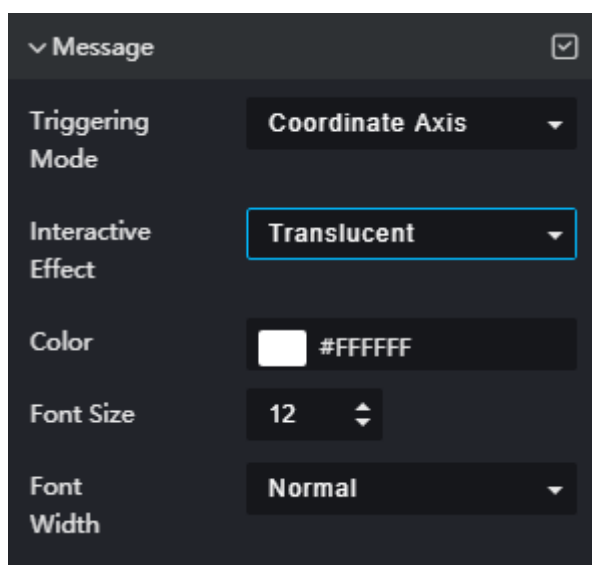 Message
Triggering
Mode
Coordinate Axis
Interactive
Effect
Translucent
Color
#FFFFFF
Font Size
12
Font
Width
Normal